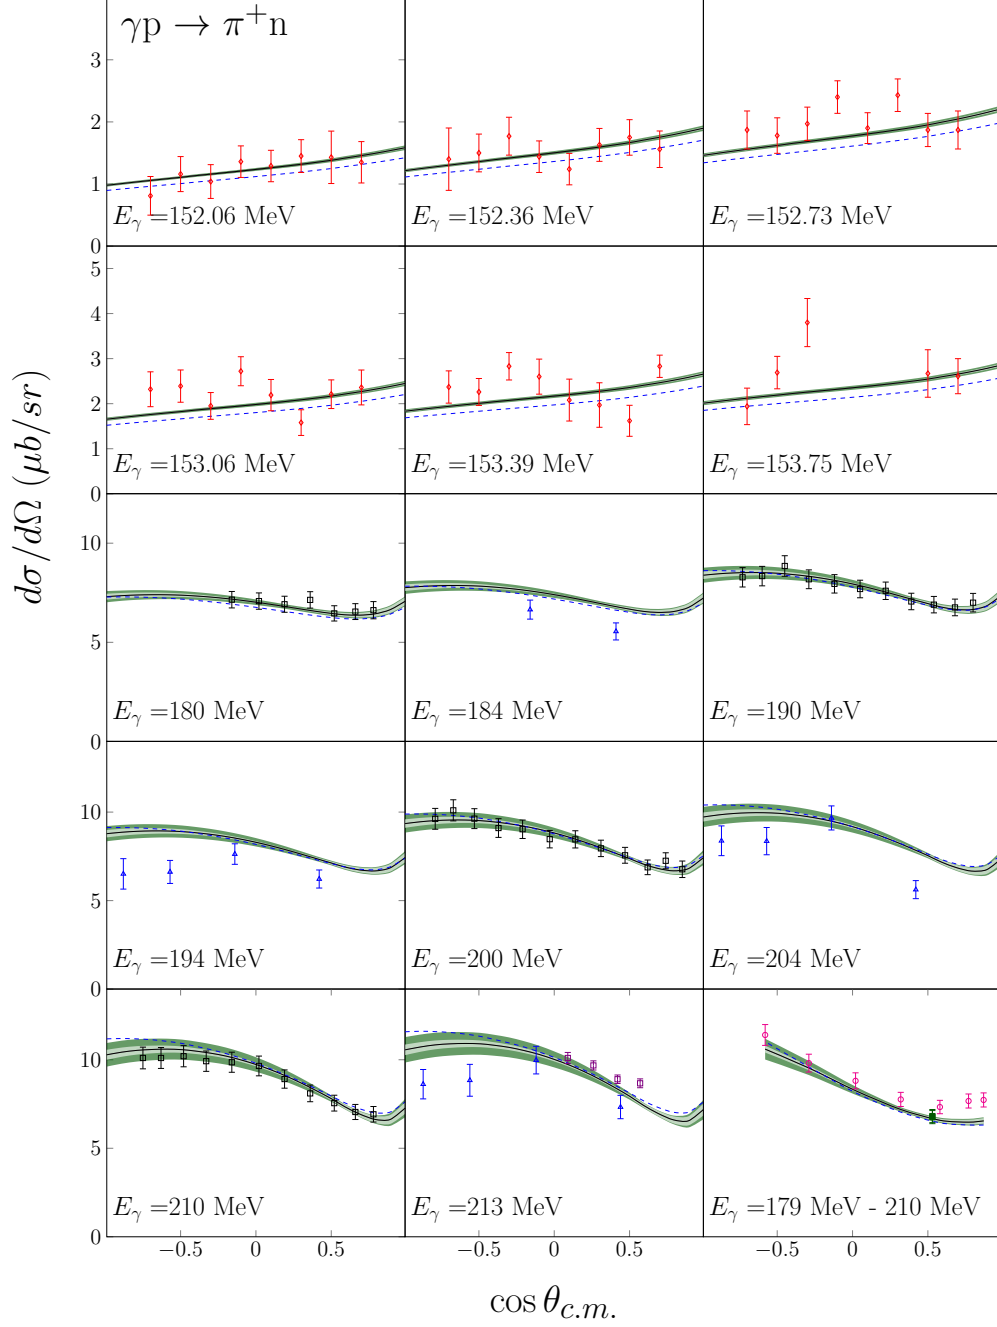 γp → π⁺n
3
2
1
0
E_γ =152.06 MeV
E_γ =152.36 MeV
E_γ =152.73 MeV
5
4
3
2
1
0
E_γ =153.06 MeV
E_γ =153.39 MeV
E_γ =153.75 MeV
dσ/dΩ (μb/sr)
10
5
0
E_γ =180 MeV
E_γ =184 MeV
E_γ =190 MeV
10
5
0
E_γ =194 MeV
E_γ =200 MeV
E_γ =204 MeV
10
5
0
E_γ =210 MeV
E_γ =213 MeV
E_γ =179 MeV - 210 MeV
−0.5 0 0.5 −0.5 0 0.5 −0.5 0 0.5
cos θ_{c.m.}